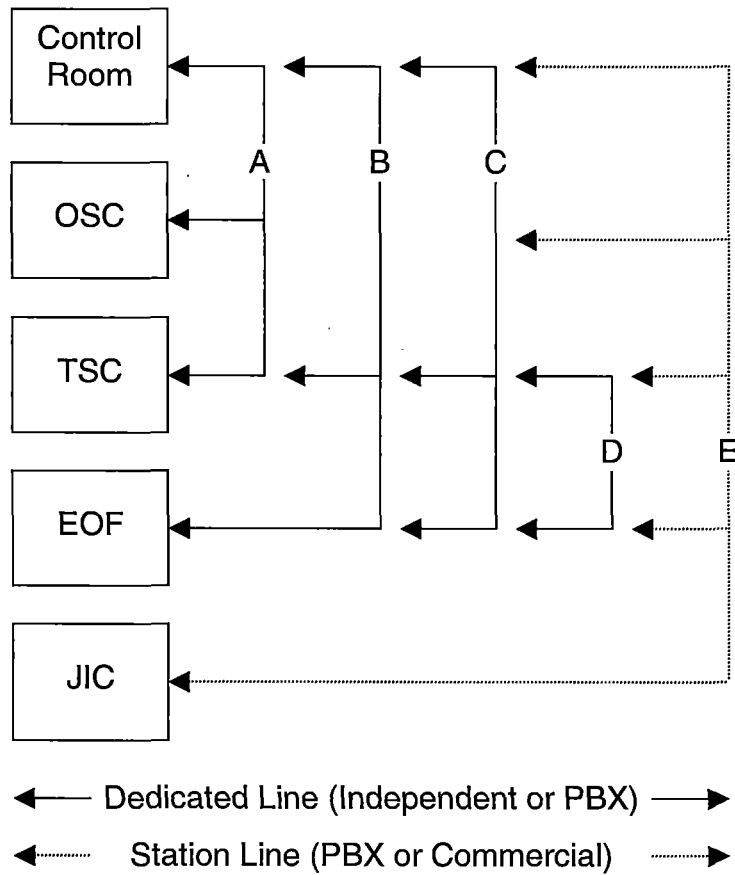 Control
Room
A
B
C
OSC
TSC
D
E
EOF
JIC
Dedicated Line (Independent or PBX)
Station Line (PBX or Commercial)